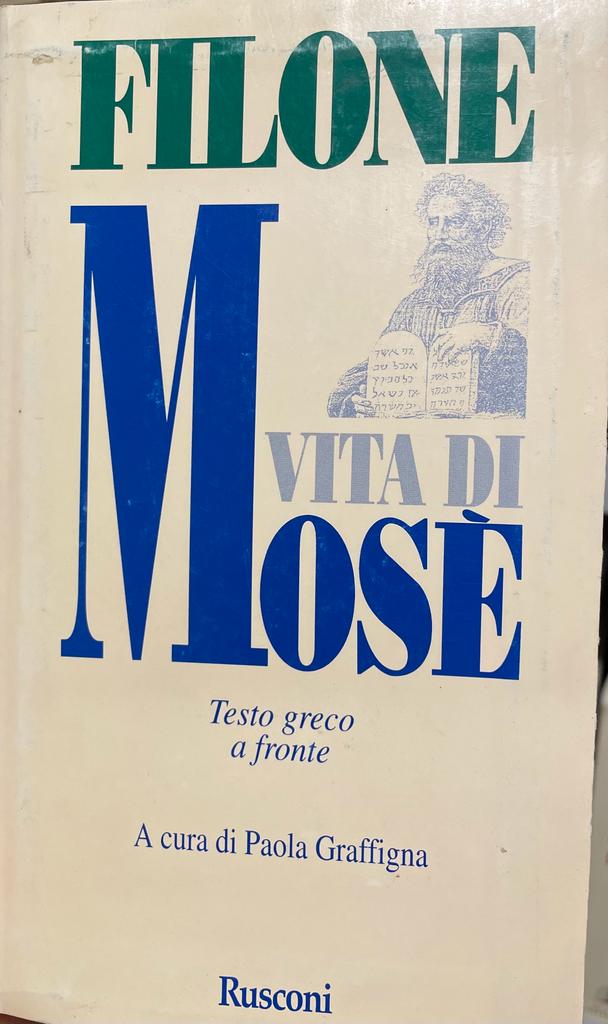 FILONE
VITA DI
MOSÈ
Testo greco
a fronte
A cura di Paola Graffigna
Rusconi